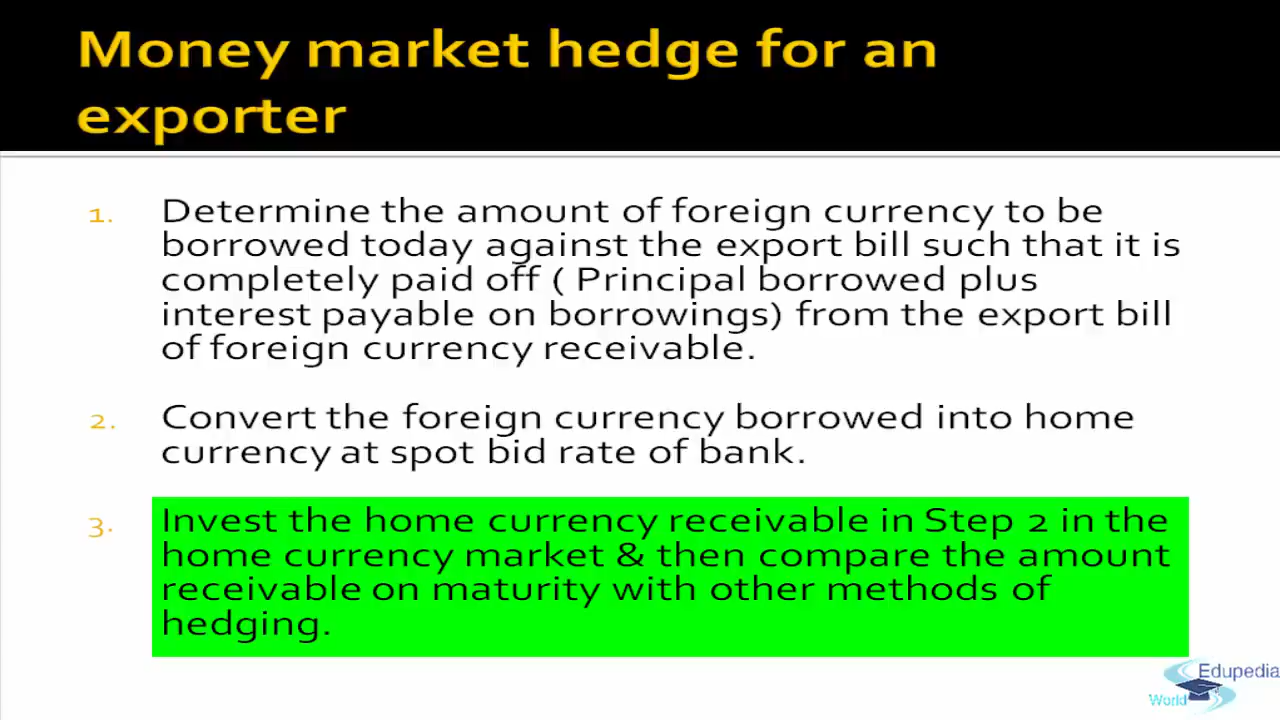 Money market hedge for an
exporter
1. Determine the amount of foreign currency to be
borrowed today against the export bill such that it is
completely paid off ( Principal borrowed plus
interest payable on borrowings) from the export bill
of foreign currency receivable.
2. Convert the foreign currency borrowed into home
currency at spot bid rate of bank.
3. Invest the home currency receivable in Step 2 in the
home currency market & then compare the amount
receivable on maturity with other methods of
hedging.
Edupedia
World